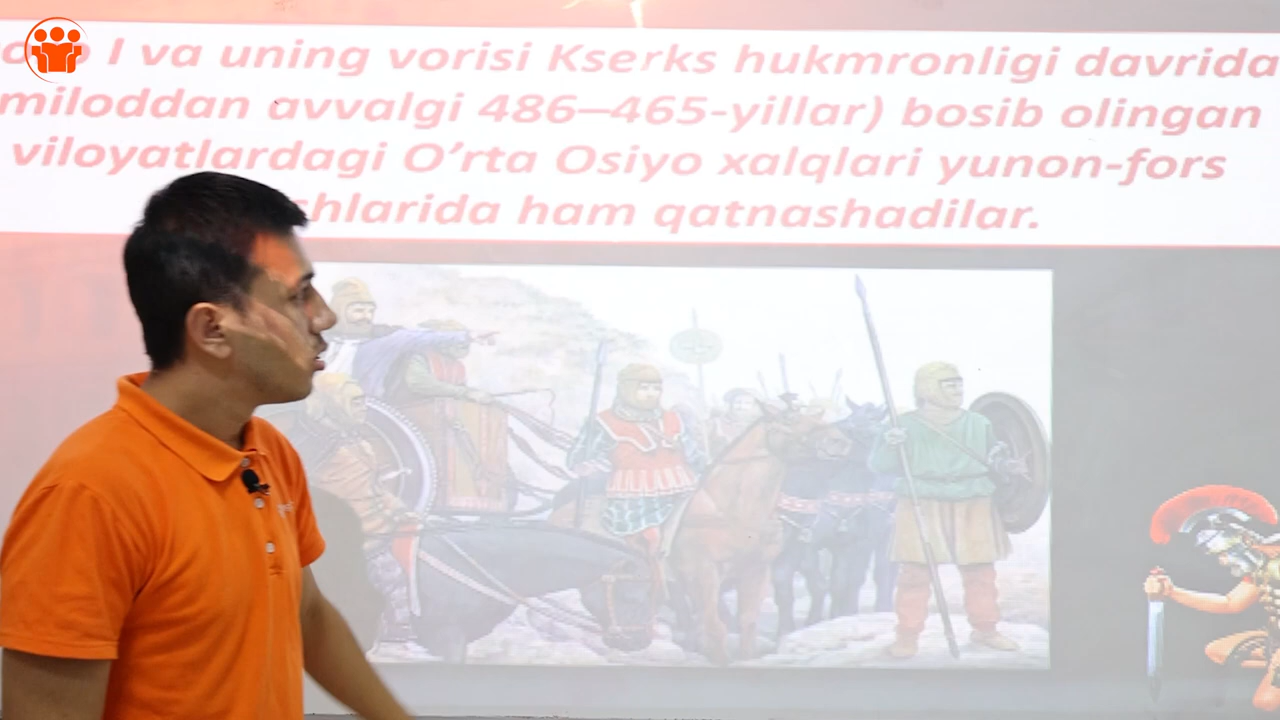 I va uning vorisi Kserks hukmronligi davrida
miloddan avvalgi 486–465-yillar) bosib olingan
viloyatlardagi O’rta Osiyo xalqlari yunon-fors
ham qatnashadilar.